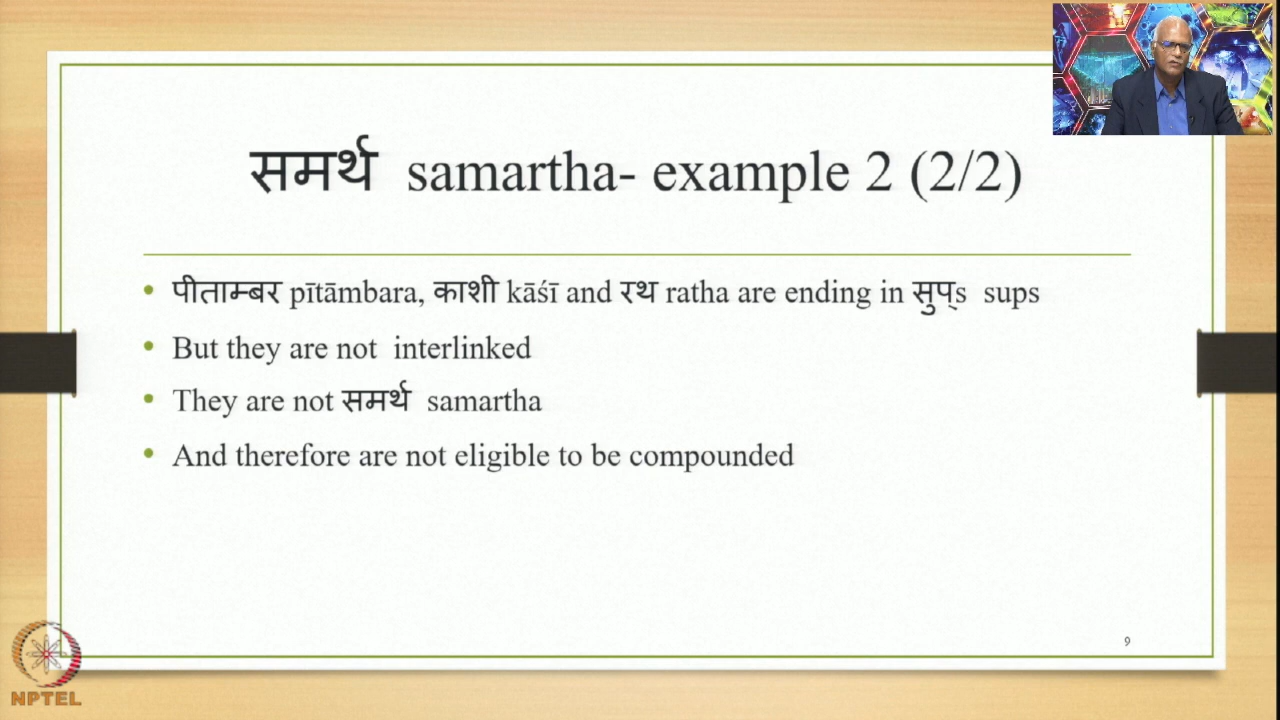 समर्थ samartha- example 2 (2/2)
पीताम्बर pītāmbara, काशी kāśī and रथ ratha are ending in सुप्s sups
But they are not interlinked
They are not समर्थ samartha
And therefore are not eligible to be compounded
9
NPTEL